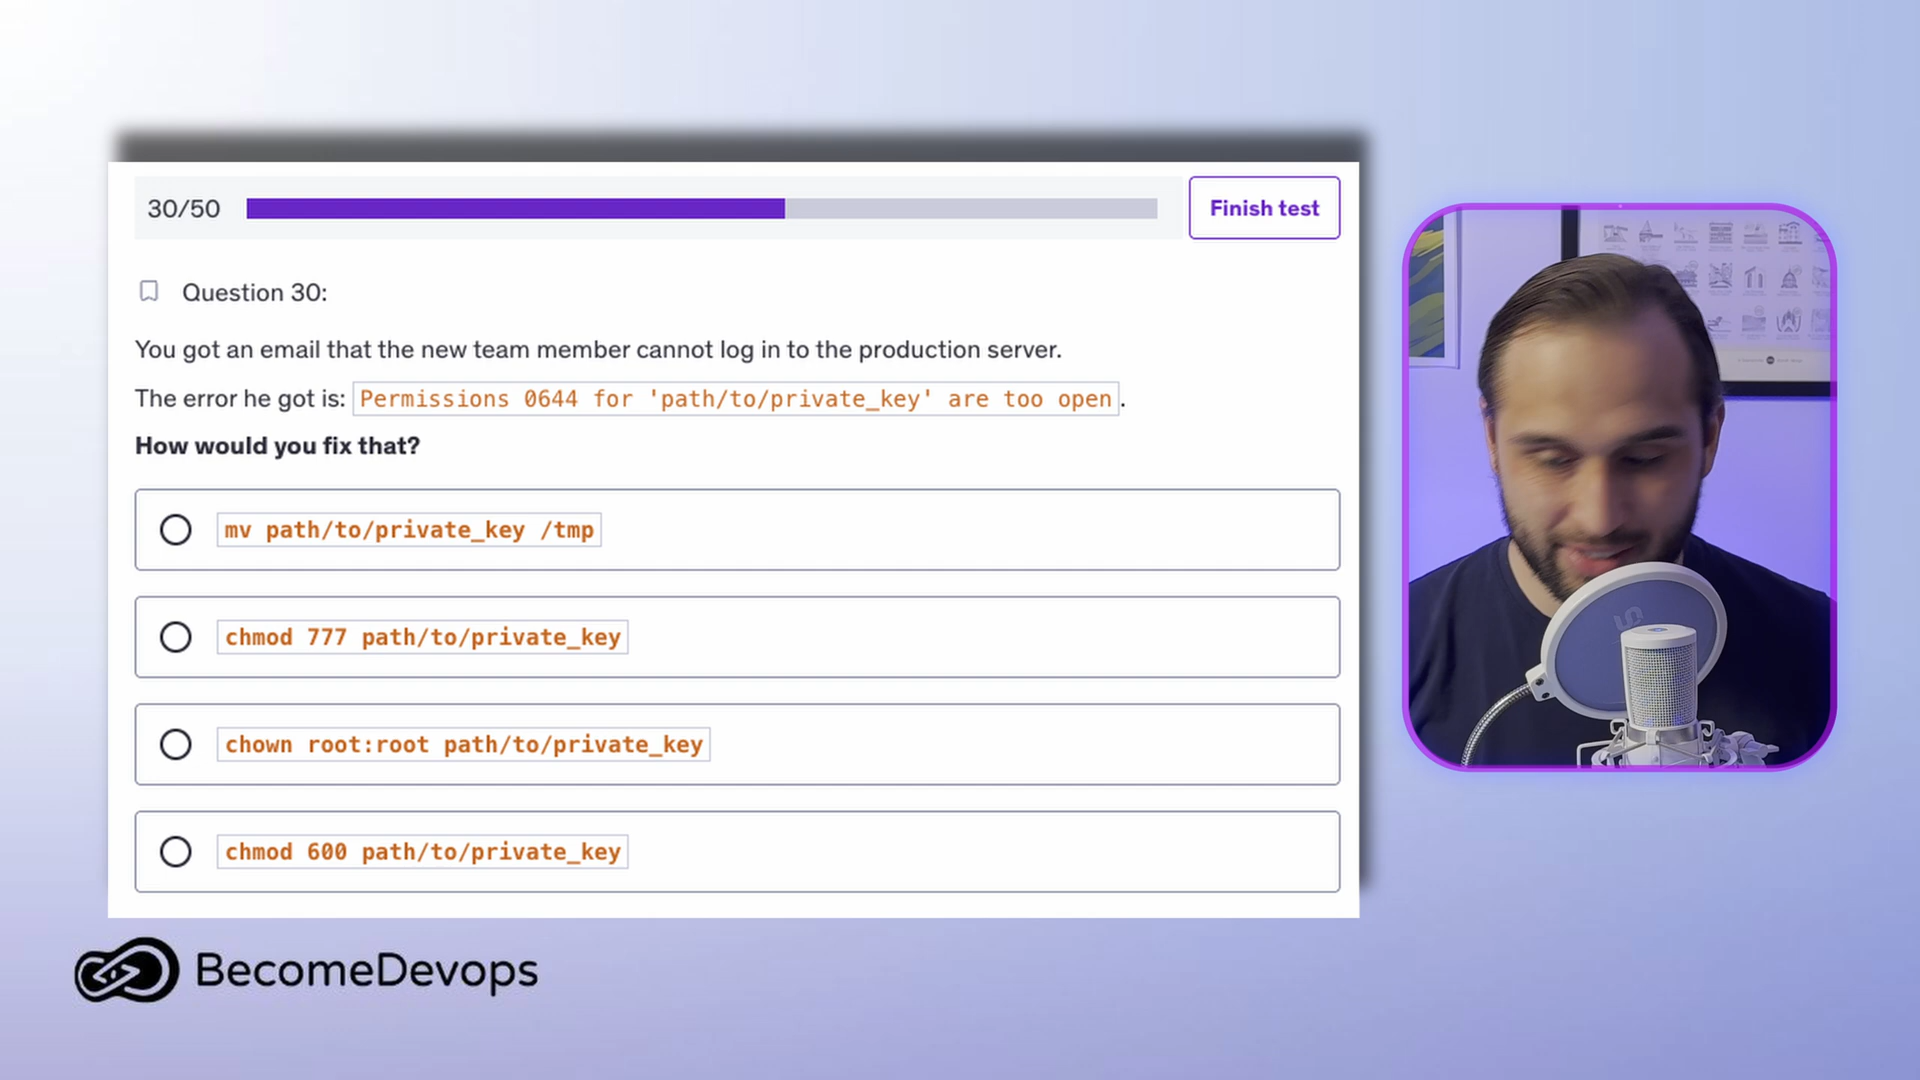 30/50
Finish test
Question 30:
You got an email that the new team member cannot log in to the production server.
The error he got is: Permissions 0644 for 'path/to/private_key' are too open.
How would you fix that?
mv path/to/private_key /tmp
chmod 777 path/to/private_key
chown root:root path/to/private_key
chmod 600 path/to/private_key
BecomeDevops